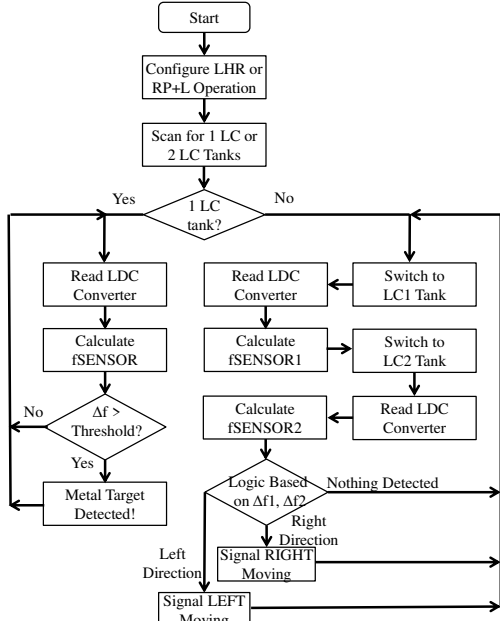 Start
Configure LHR or
RP+L Operation
Scan for 1 LC or
2 LC Tanks
Yes
1 LC
tank?
No
Read LDC
Converter
Calculate
fSENSOR
Δf >
Threshold?
No
Yes
Metal Target
Detected!
Switch to
LC1 Tank
Read LDC
Converter
Calculate
fSENSOR1
Switch to
LC2 Tank
Read LDC
Converter
Calculate
fSENSOR2
Logic Based
on Δf1, Δf2
Nothing Detected
Right
Direction
Signal RIGHT
Moving
Left
Direction
Signal LEFT
Moving